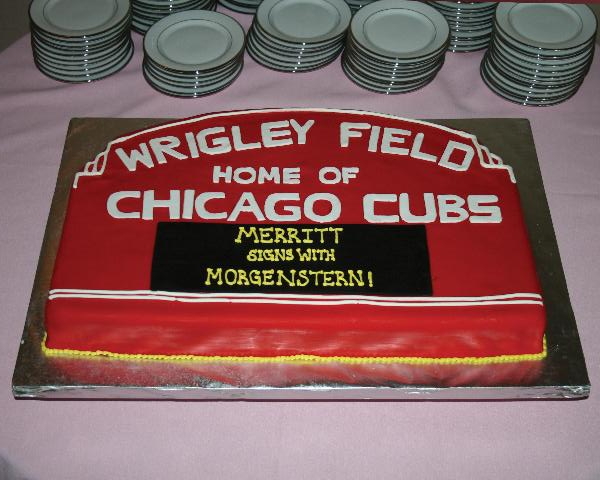 WRIGLEY FIELD
HOME OF
CHICAGO CUBS
MERRITT
SIGNS WITH
MORGENSTERN!